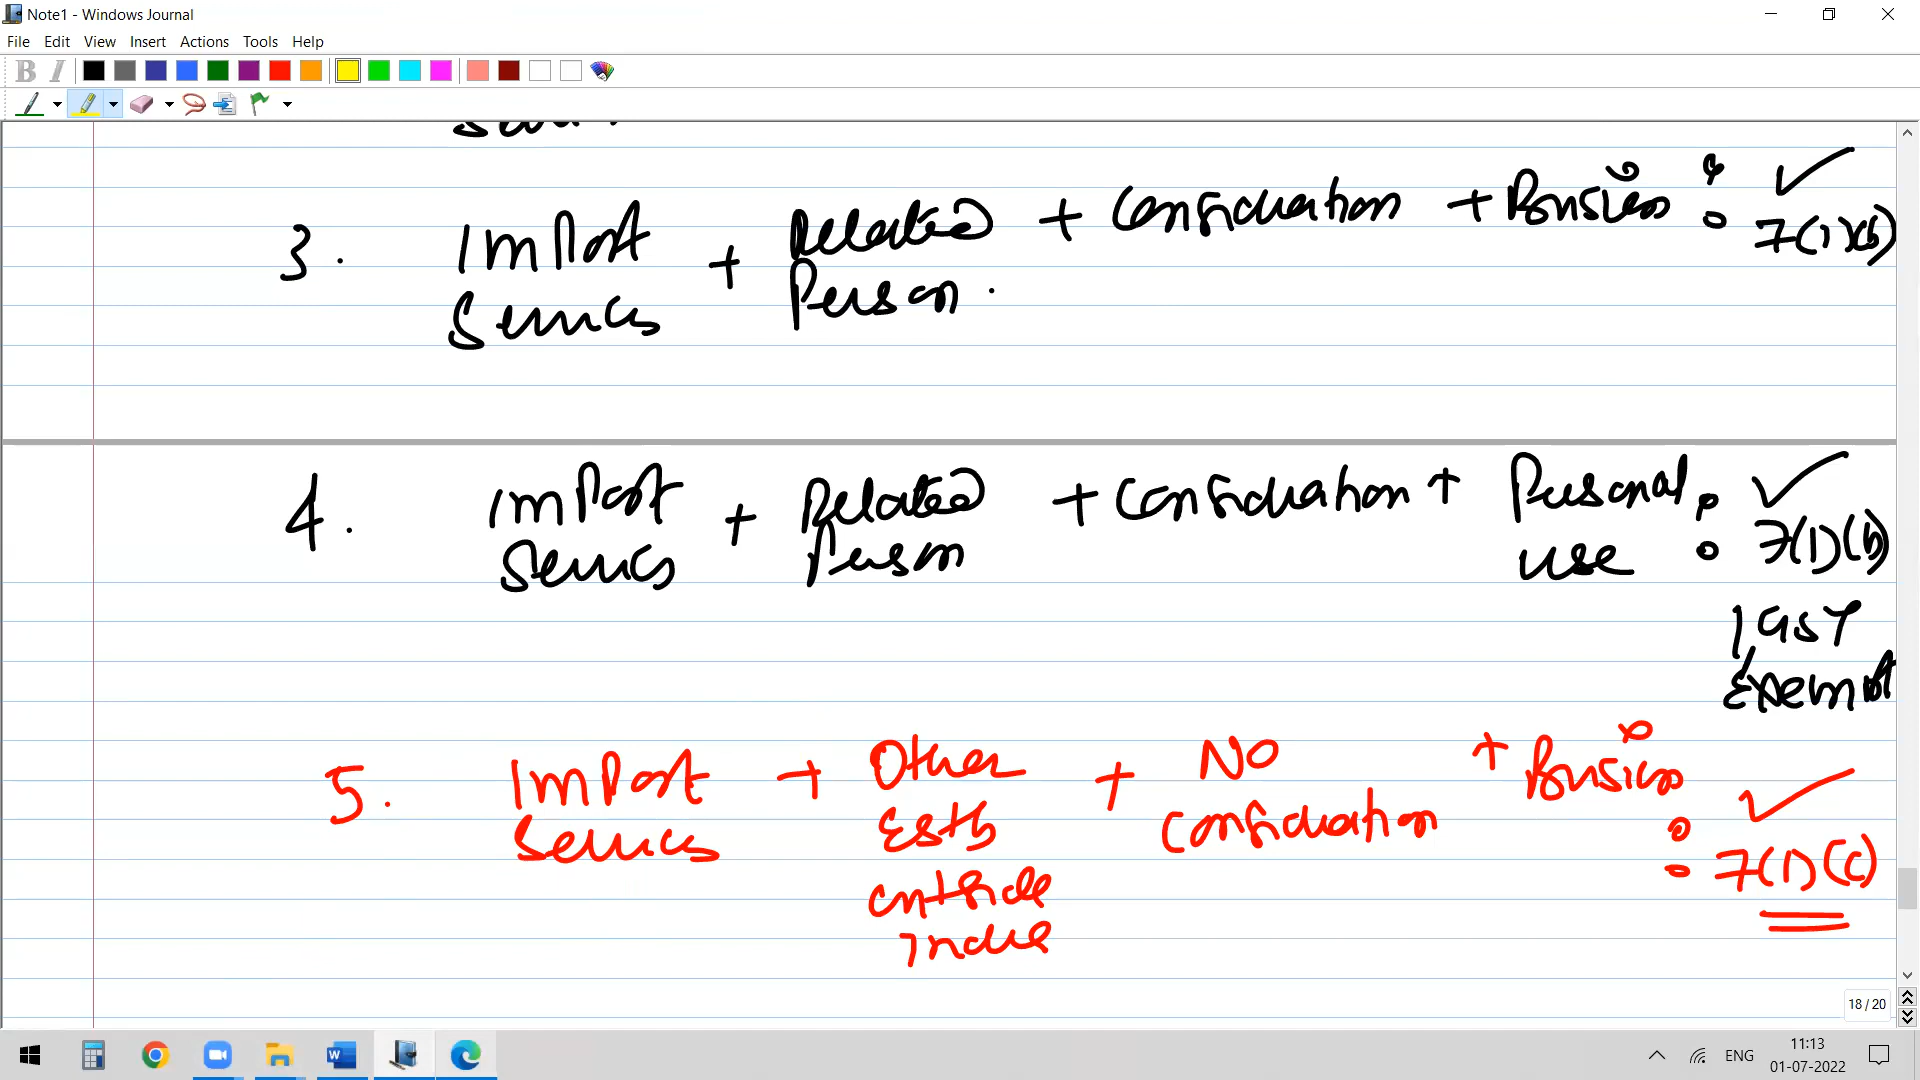 Note1 - Windows Journal
File Edit View Insert Actions Tools Help
B I
3. Import Services + Related Person. + Consideration + Business : ✓ 7(1)(b)
4. Import Services + Related Person + Consideration + Personal use : ✓ 7(1)(b)
IGST
Exempt
5. Import Services + Other Estb outside India + No Consideration + Business : ✓ 7(1)(c)
18 / 20
ENG
11:13
01-07-2022